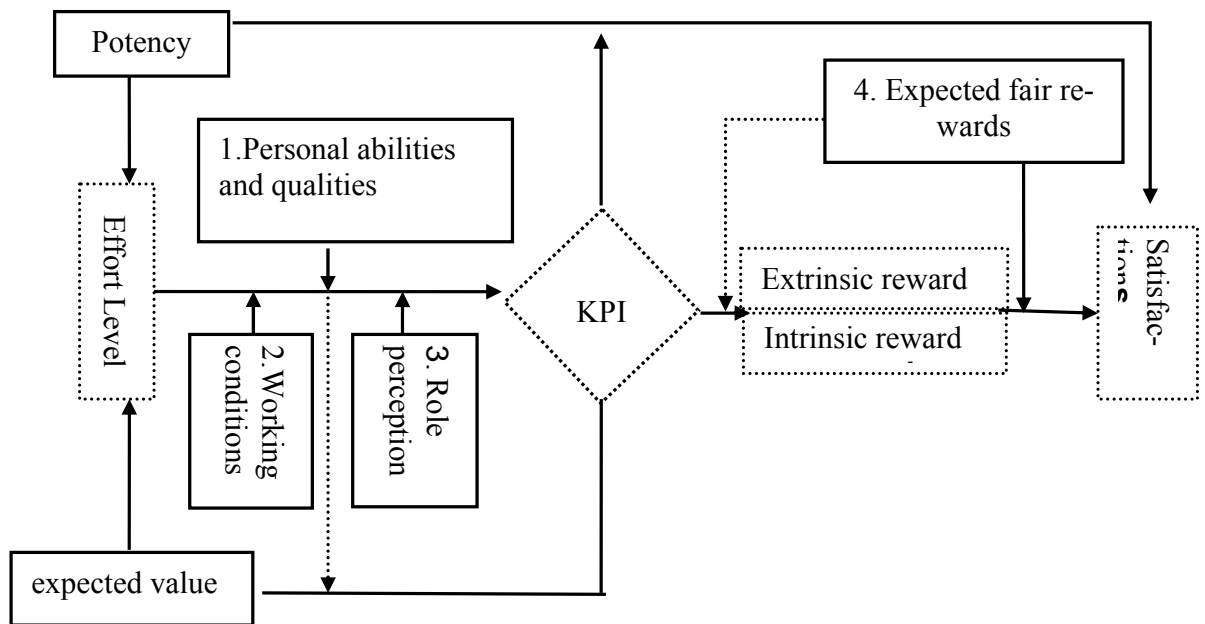 Potency
4. Expected fair re-
wards
1.Personal abilities
and qualities
Effort Level
Satisfac-
tions
Extrinsic reward
KPI
Intrinsic reward
2.Working
conditions
3. Role
perception
expected value